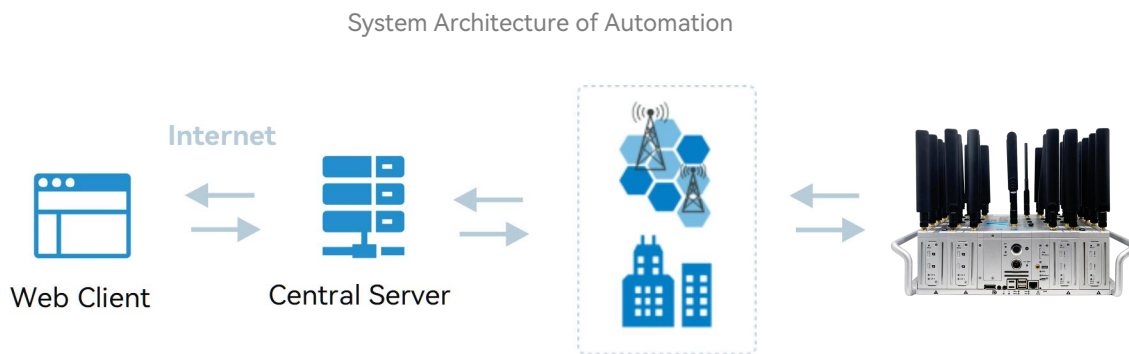 System Architecture of Automation
Internet
Web Client
Central Server